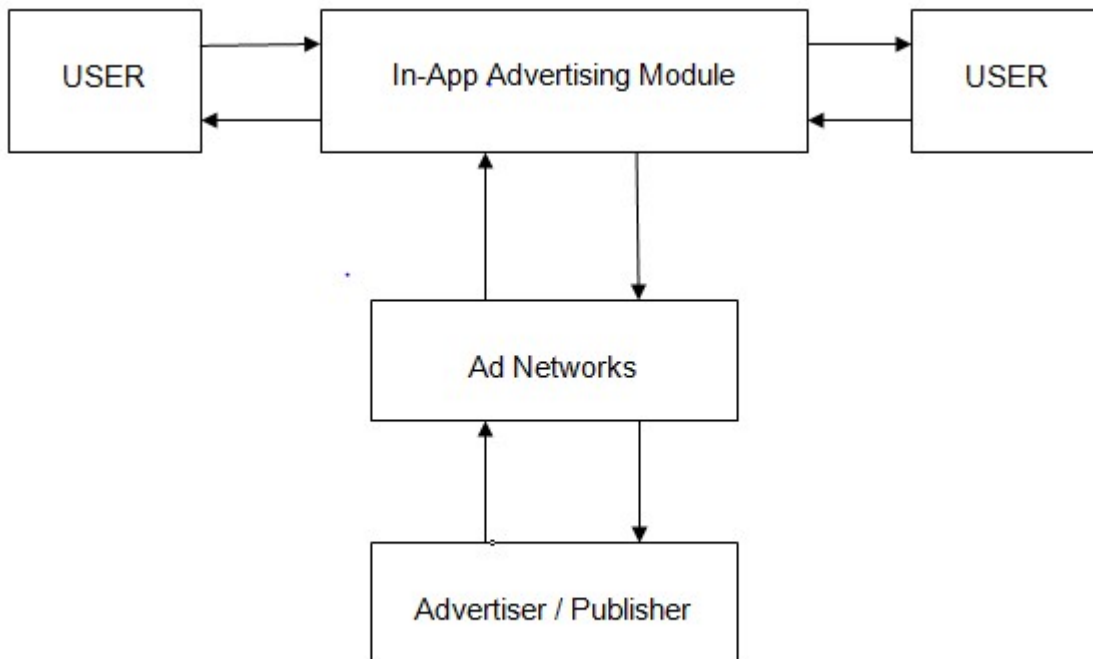 USER
In-App Advertising Module
USER
Ad Networks
Advertiser / Publisher